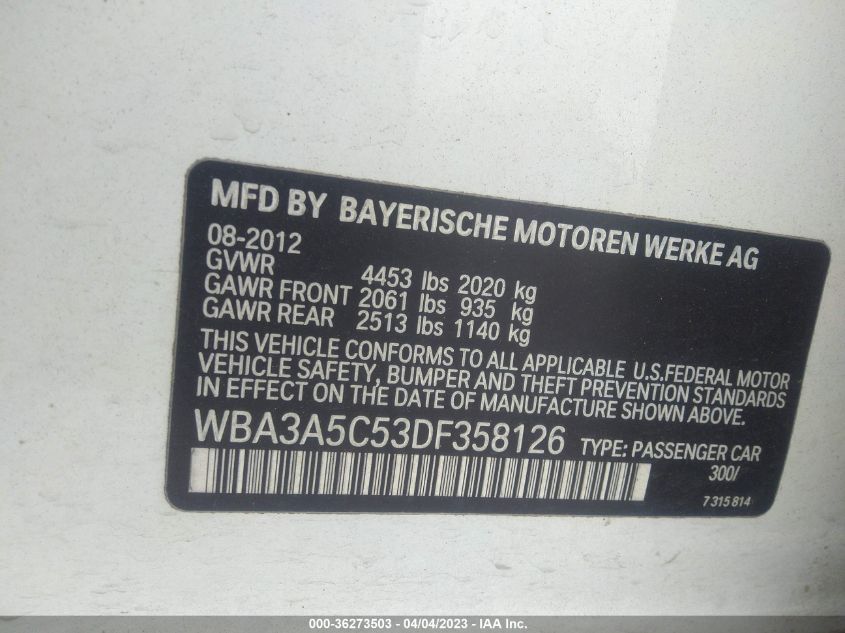 MFD BY BAYERISCHE MOTOREN WERKE AG
08-2012
GVWR 4453 lbs 2020 kg
GAWR FRONT 2061 lbs 935 kg
GAWR REAR 2513 lbs 1140 kg
THIS VEHICLE CONFORMS TO ALL APPLICABLE U.S.FEDERAL MOTOR
VEHICLE SAFETY, BUMPER AND THEFT PREVENTION STANDARDS
IN EFFECT ON THE DATE OF MANUFACTURE SHOWN ABOVE.
WBA3A5C53DF358126 TYPE: PASSENGER CAR
300/
7 315 814
000-36273503 - 04/04/2023 - IAA Inc.